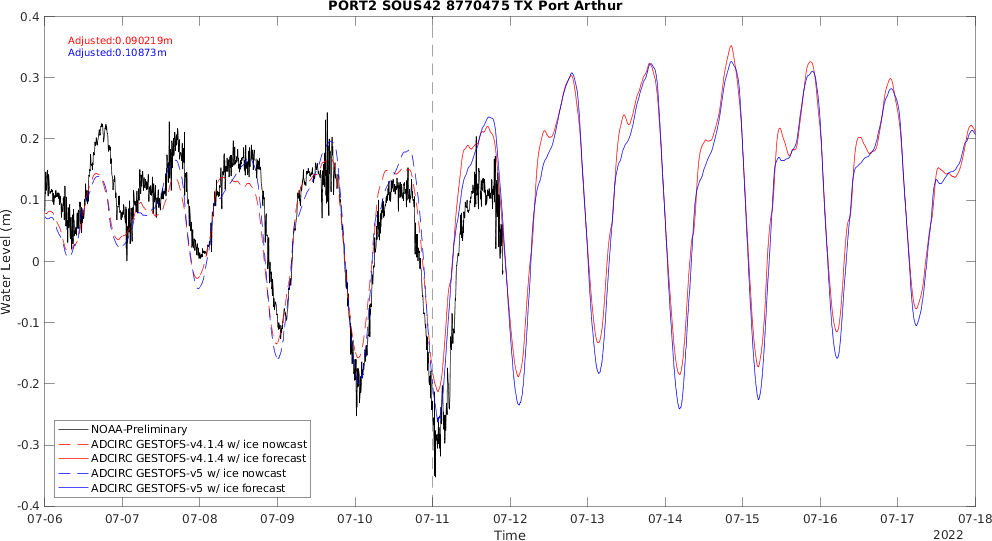 PORT2 SOUS42 8770475 TX Port Arthur
0.4
Adjusted:0.090219m
Adjusted:0.10873m
0.3
0.2
0.1
0
-0.1
-0.2
-0.3
-0.4
Water Level (m)
NOAA-Preliminary
ADCIRC GESTOFS-v4.1.4 w/ ice nowcast
ADCIRC GESTOFS-v4.1.4 w/ ice forecast
ADCIRC GESTOFS-v5 w/ ice nowcast
ADCIRC GESTOFS-v5 w/ ice forecast
07-06 07-07 07-08 07-09 07-10 07-11 07-12 07-13 07-14 07-15 07-16 07-17 07-18
Time
2022